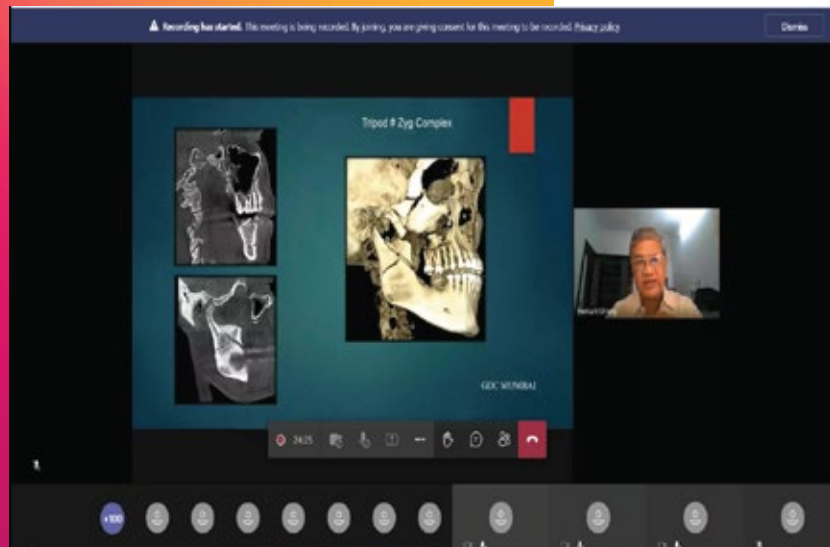 Recording has started. This meeting is being recorded. By joining, you are giving consent for this meeting to be recorded. Privacy policy
Dismiss
Tripod # Zyg Complex
GDC MUMBAI
24:25
+100